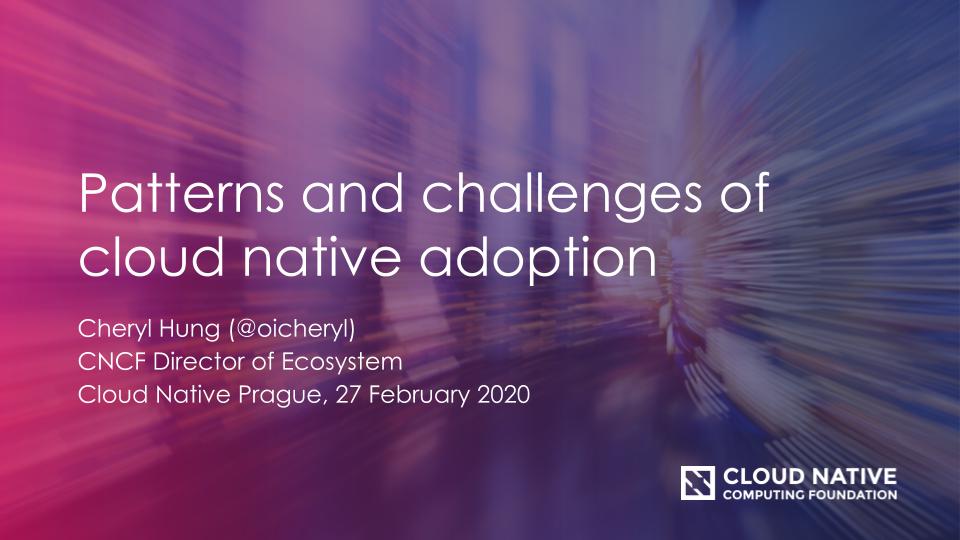 Patterns and challenges of
cloud native adoption
Cheryl Hung (@oicheryl)
CNCF Director of Ecosystem
Cloud Native Prague, 27 February 2020
CLOUD NATIVE
COMPUTING FOUNDATION